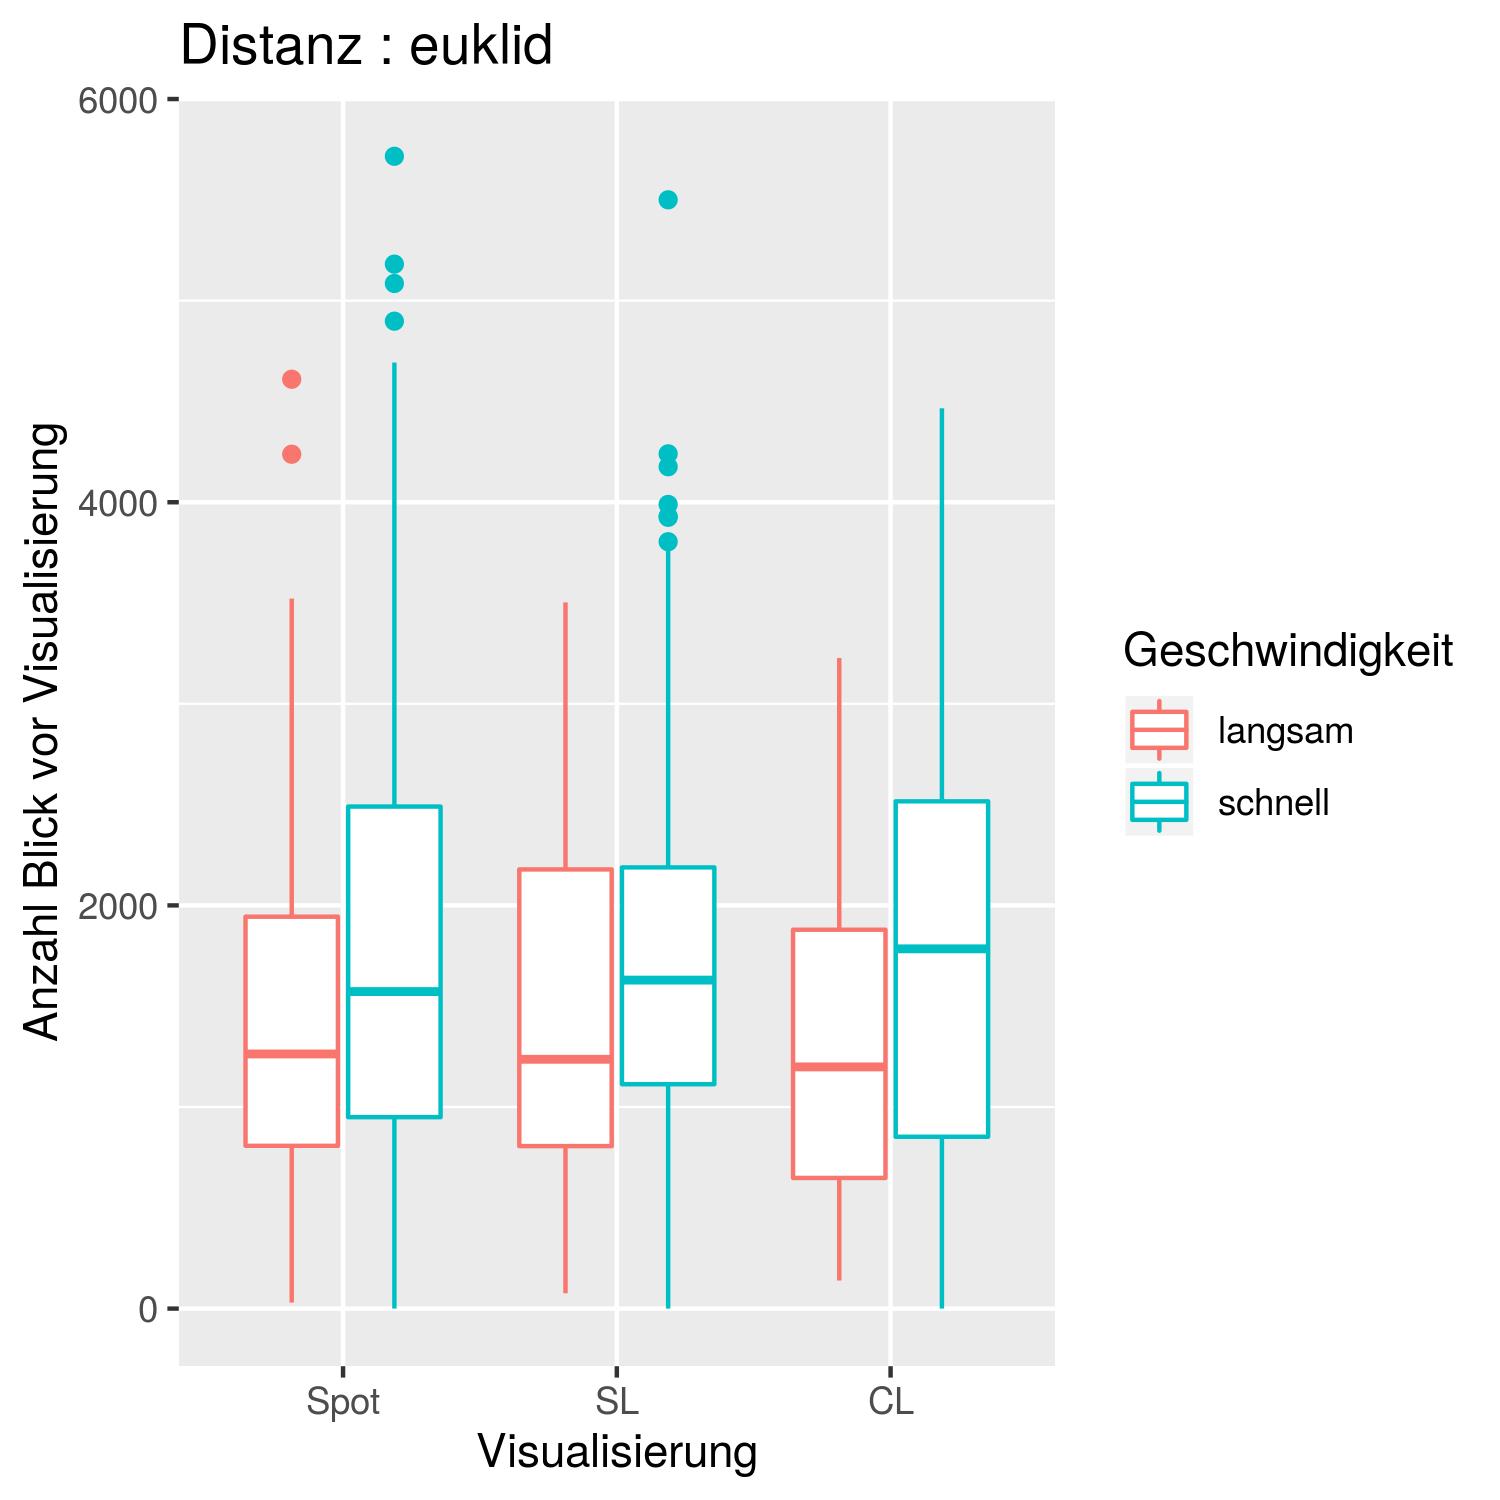 Distanz : euklid
Anzahl Blick vor Visualisierung
6000
4000
2000
0
Spot
SL
CL
Visualisierung
Geschwindigkeit
langsam
schnell